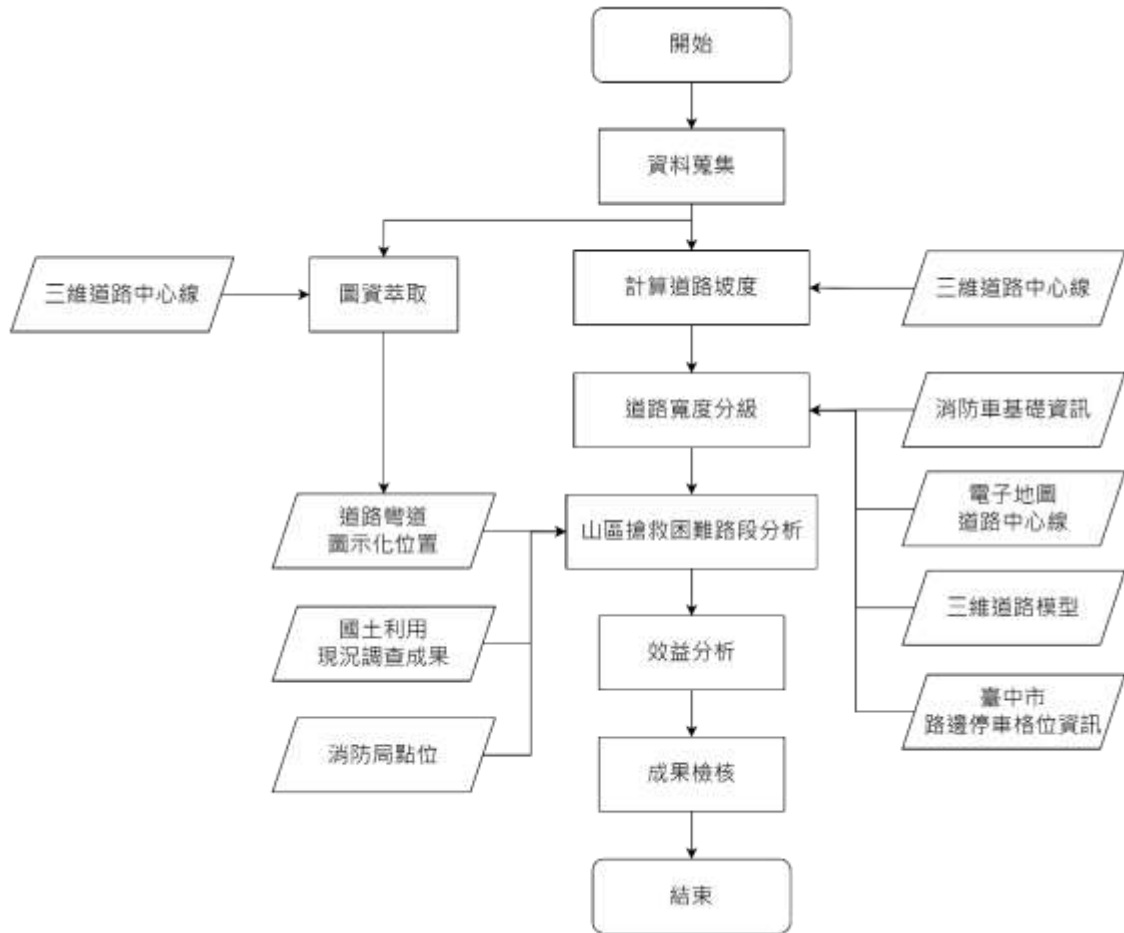 開始
資料蒐集
三維道路中心線
圖資萃取
計算道路坡度
三維道路中心線
道路寬度分級
消防車基礎資訊
道路彎道
圖示化位置
山區搶救困難路段分析
電子地圖
道路中心線
國土利用
現況調查成果
效益分析
三維道路模型
消防局點位
成果檢核
臺中市
路邊停車格位資訊
結束